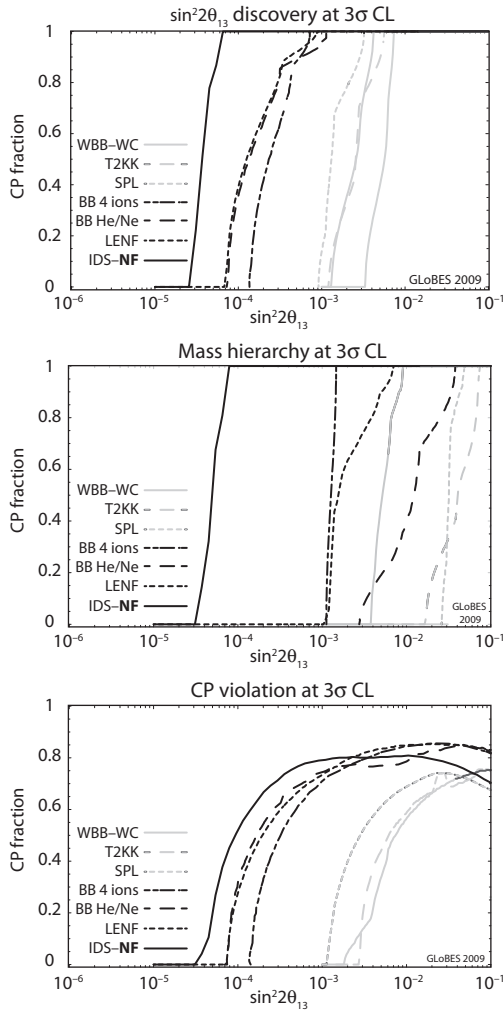 sin²2θ₁₃ discovery at 3σ CL
1
0.8
0.6
0.4
0.2
0
CP fraction
WBB–WC
T2KK
SPL
BB 4 ions
BB He/Ne
LENF
IDS–NF
GLoBES 2009
10⁻⁶ 10⁻⁵ 10⁻⁴ 10⁻³ 10⁻² 10⁻¹
sin²2θ₁₃
Mass hierarchy at 3σ CL
1
0.8
0.6
0.4
0.2
0
CP fraction
WBB–WC
T2KK
SPL
BB 4 ions
BB He/Ne
LENF
IDS–NF
GLoBES
2009
10⁻⁶ 10⁻⁵ 10⁻⁴ 10⁻³ 10⁻² 10⁻¹
sin²2θ₁₃
CP violation at 3σ CL
1
0.8
0.6
0.4
0.2
0
CP fraction
WBB–WC
T2KK
SPL
BB 4 ions
BB He/Ne
LENF
IDS–NF
GLoBES 2009
10⁻⁶ 10⁻⁵ 10⁻⁴ 10⁻³ 10⁻² 10⁻¹
sin²2θ₁₃